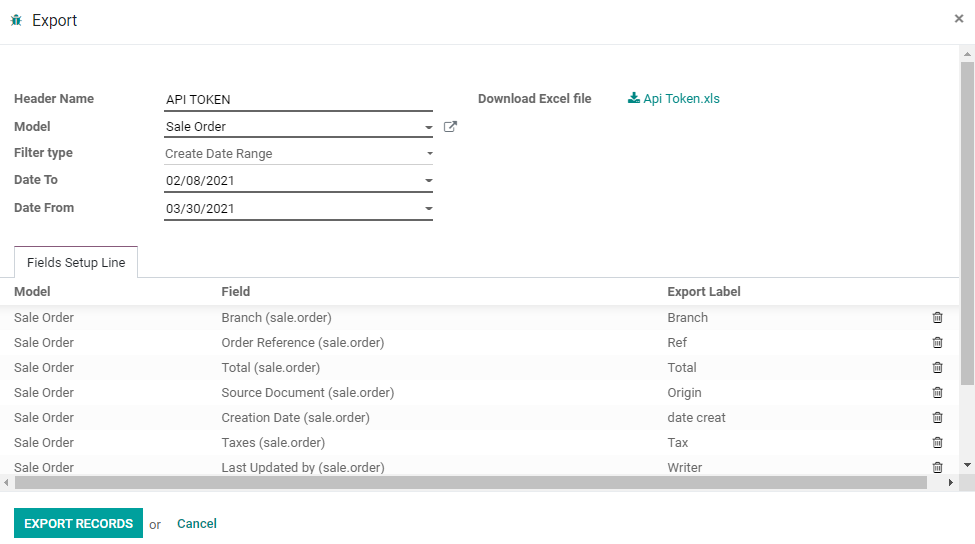 Export
Header Name API TOKEN Download Excel file Api Token.xls
Model Sale Order
Filter type Create Date Range
Date To 02/08/2021
Date From 03/30/2021
Fields Setup Line
Model Field Export Label
Sale Order Branch (sale.order) Branch
Sale Order Order Reference (sale.order) Ref
Sale Order Total (sale.order) Total
Sale Order Source Document (sale.order) Origin
Sale Order Creation Date (sale.order) date creat
Sale Order Taxes (sale.order) Tax
Sale Order Last Updated by (sale.order) Writer
EXPORT RECORDS or Cancel